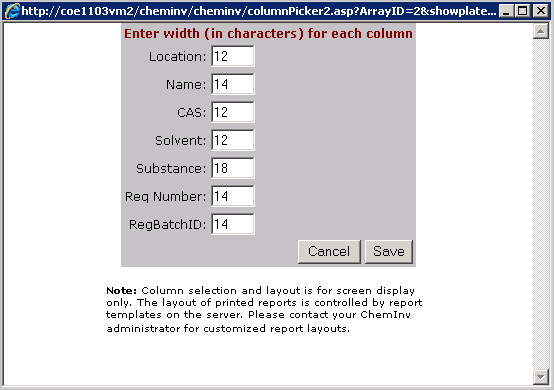 http://coe1103vm2/cheminv/cheminv/columnPicker2.asp?ArrayID=2&showplate...
Enter width (in characters) for each column
Location: 12
Name: 14
CAS: 12
Solvent: 12
Substance: 18
Req Number: 14
RegBatchID: 14
Cancel Save
Note: Column selection and layout is for screen display
only. The layout of printed reports is controlled by report
templates on the server. Please contact your ChemInv
administrator for customized report layouts.